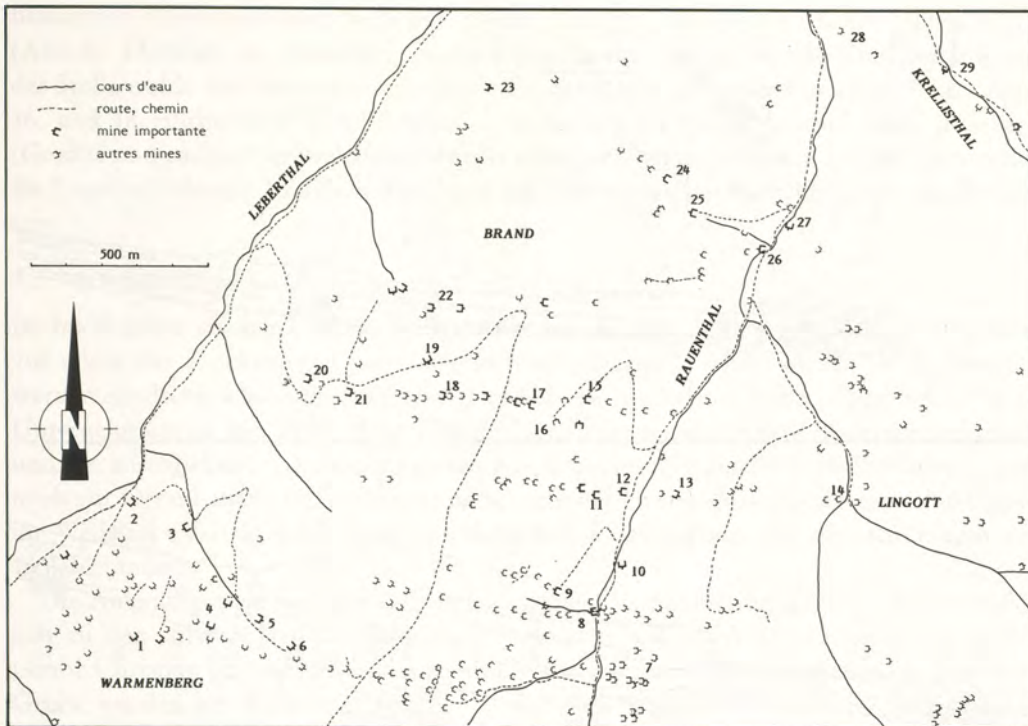 cours d'eau
route, chemin
mine importante
autres mines
500 m
N
LEBERTHAL
BRAND
RAUENTHAL
KRELLISTHAL
LINGOTT
WARMENBERG
28
29
23
24
25
27
26
22
19
20
21
18
17
15
16
12
13
11
14
2
3
10
9
8
4
5
1
6
7